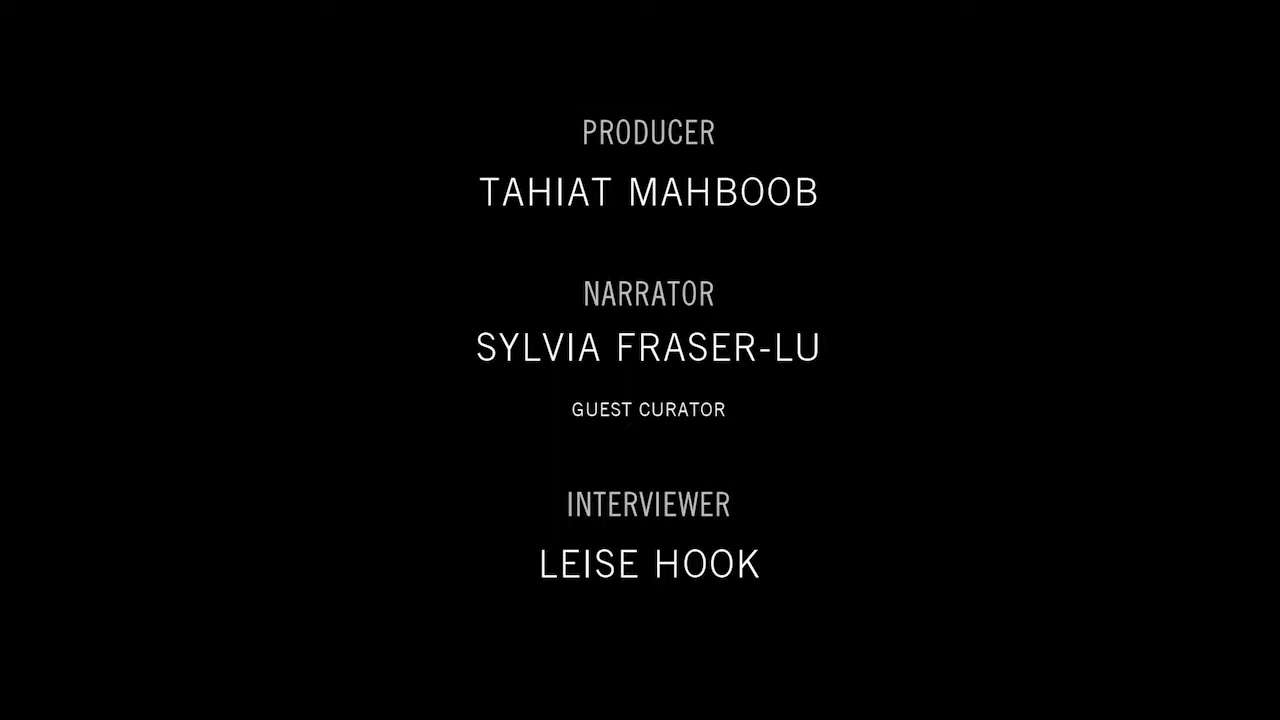 PRODUCER
TAHIAT MAHBOOB
NARRATOR
SYLVIA FRASER-LU
GUEST CURATOR
INTERVIEWER
LEISE HOOK